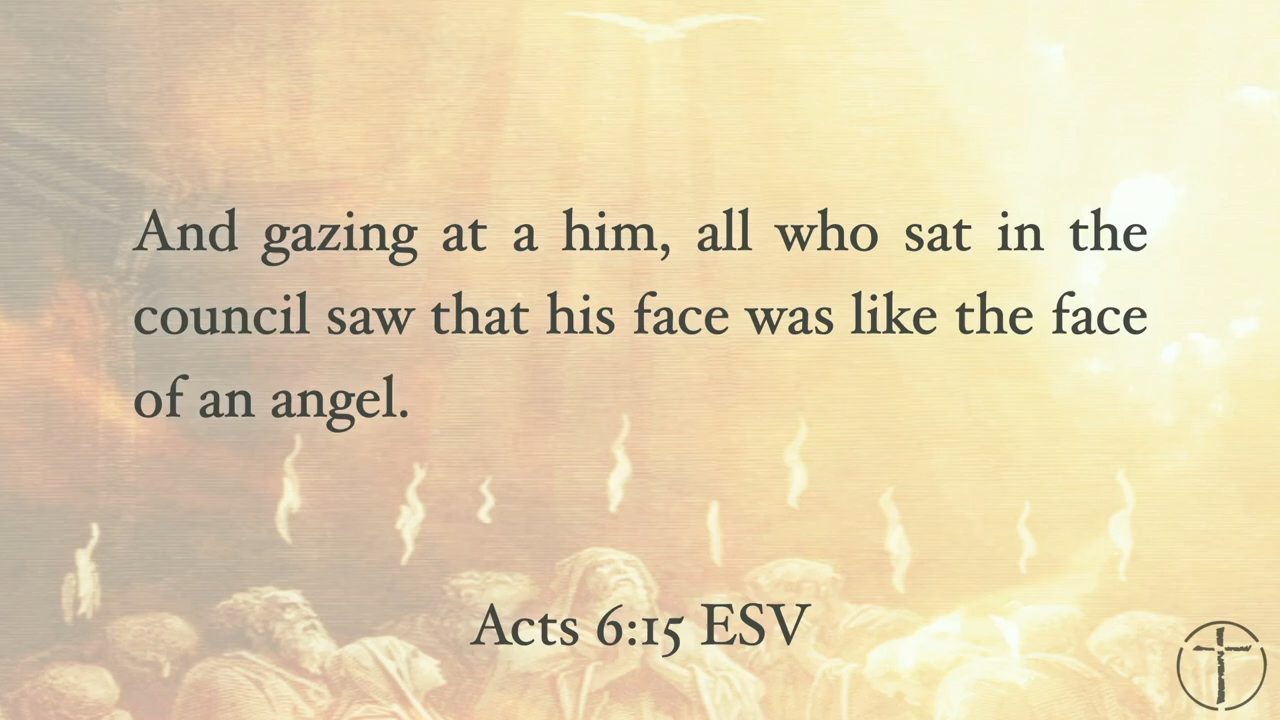 And gazing at a him, all who sat in the
council saw that his face was like the face
of an angel.
Acts 6:15 ESV